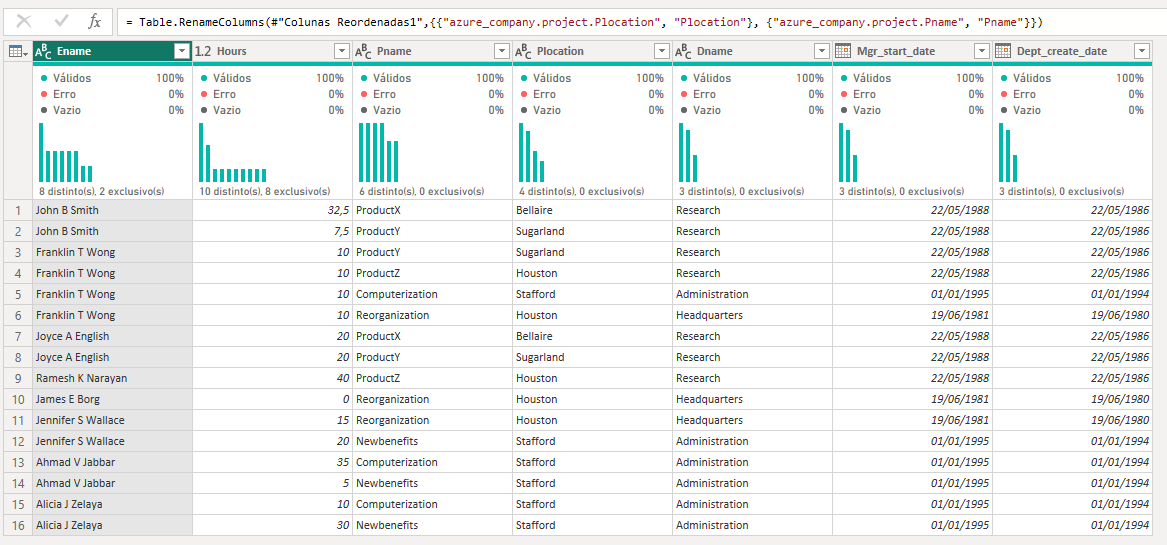 = Table.RenameColumns(#"Colunas Reordenadas1",{{"azure_company.project.Plocation", "Plocation"}, {"azure_company.project.Pname", "Pname"}})
ABC Ename 1.2 Hours ABC Pname ABC Plocation ABC Dname Mgr_start_date Dept_create_date
Válidos 100% Válidos 100% Válidos 100% Válidos 100% Válidos 100% Válidos 100% Válidos 100%
Erro 0% Erro 0% Erro 0% Erro 0% Erro 0% Erro 0% Erro 0%
Vazio 0% Vazio 0% Vazio 0% Vazio 0% Vazio 0% Vazio 0% Vazio 0%
8 distinto(s), 2 exclusivo(s) 10 distinto(s), 8 exclusivo(s) 6 distinto(s), 0 exclusivo(s) 4 distinto(s), 0 exclusivo(s) 3 distinto(s), 0 exclusivo(s) 3 distinto(s), 0 exclusivo(s) 3 distinto(s), 0 exclusivo(s)
1 John B Smith 32,5 ProductX Bellaire Research 22/05/1988 22/05/1986
2 John B Smith 7,5 ProductY Sugarland Research 22/05/1988 22/05/1986
3 Franklin T Wong 10 ProductY Sugarland Research 22/05/1988 22/05/1986
4 Franklin T Wong 10 ProductZ Houston Research 22/05/1988 22/05/1986
5 Franklin T Wong 10 Computerization Stafford Administration 01/01/1995 01/01/1994
6 Franklin T Wong 10 Reorganization Houston Headquarters 19/06/1981 19/06/1980
7 Joyce A English 20 ProductX Bellaire Research 22/05/1988 22/05/1986
8 Joyce A English 20 ProductY Sugarland Research 22/05/1988 22/05/1986
9 Ramesh K Narayan 40 ProductZ Houston Research 22/05/1988 22/05/1986
10 James E Borg 0 Reorganization Houston Headquarters 19/06/1981 19/06/1980
11 Jennifer S Wallace 15 Reorganization Houston Headquarters 19/06/1981 19/06/1980
12 Jennifer S Wallace 20 Newbenefits Stafford Administration 01/01/1995 01/01/1994
13 Ahmad V Jabbar 35 Computerization Stafford Administration 01/01/1995 01/01/1994
14 Ahmad V Jabbar 5 Newbenefits Stafford Administration 01/01/1995 01/01/1994
15 Alicia J Zelaya 10 Computerization Stafford Administration 01/01/1995 01/01/1994
16 Alicia J Zelaya 30 Newbenefits Stafford Administration 01/01/1995 01/01/1994